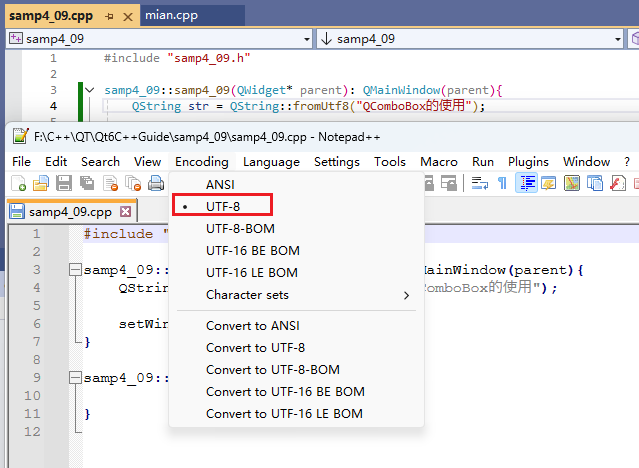 samp4_09.cpp mian.cpp
samp4_09 samp4_09
1 #include "samp4_09.h"
2
3 samp4_09::samp4_09(QWidget* parent): QMainWindow(parent){
4 QString str = QString::fromUtf8("QComboBox的使用");
F:\C++\QT\Qt6C++Guide\samp4_09\samp4_09.cpp - Notepad++
File Edit Search View Encoding Language Settings Tools Macro Run Plugins Window ?
samp4_09.cpp
ANSI
UTF-8
UTF-8-BOM
UTF-16 BE BOM
UTF-16 LE BOM
Character sets
Convert to ANSI
Convert to UTF-8
Convert to UTF-8-BOM
Convert to UTF-16 BE BOM
Convert to UTF-16 LE BOM
1 #include "
2
3 samp4_09:: MainWindow(parent){
4 QString ComboBox的使用");
5
6 setWin
7 }
8
9 samp4_09::
10
11 }
12